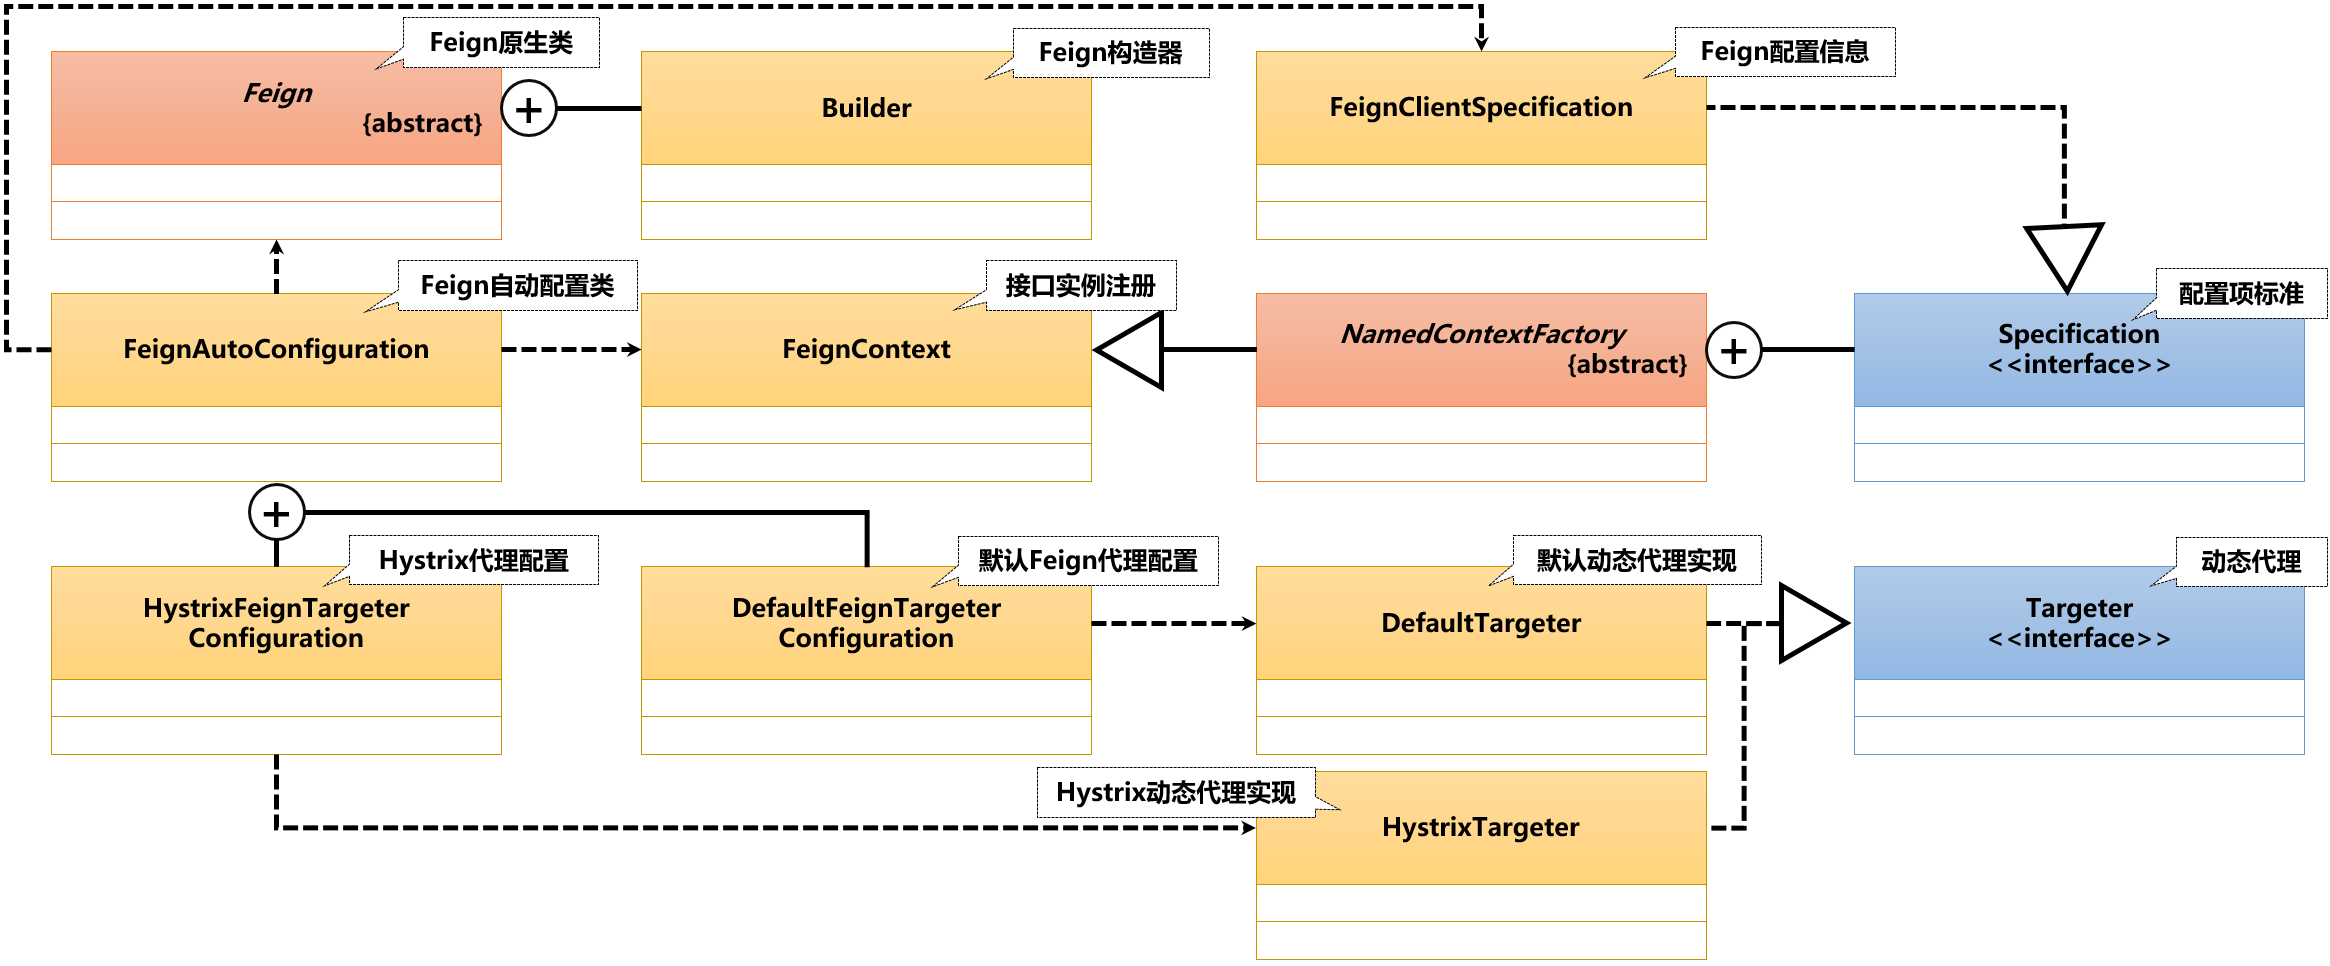 Feign原生类
Feign
{abstract}
+
Feign构造器
Builder
Feign配置信息
FeignClientSpecification
Feign自动配置类
FeignAutoConfiguration
接口实例注册
FeignContext
NamedContextFactory
{abstract}
+
配置项标准
Specification
<<interface>>
+
Hystrix代理配置
HystrixFeignTargeter
Configuration
默认Feign代理配置
DefaultFeignTargeter
Configuration
默认动态代理实现
DefaultTargeter
动态代理
Targeter
<<interface>>
Hystrix动态代理实现
HystrixTargeter